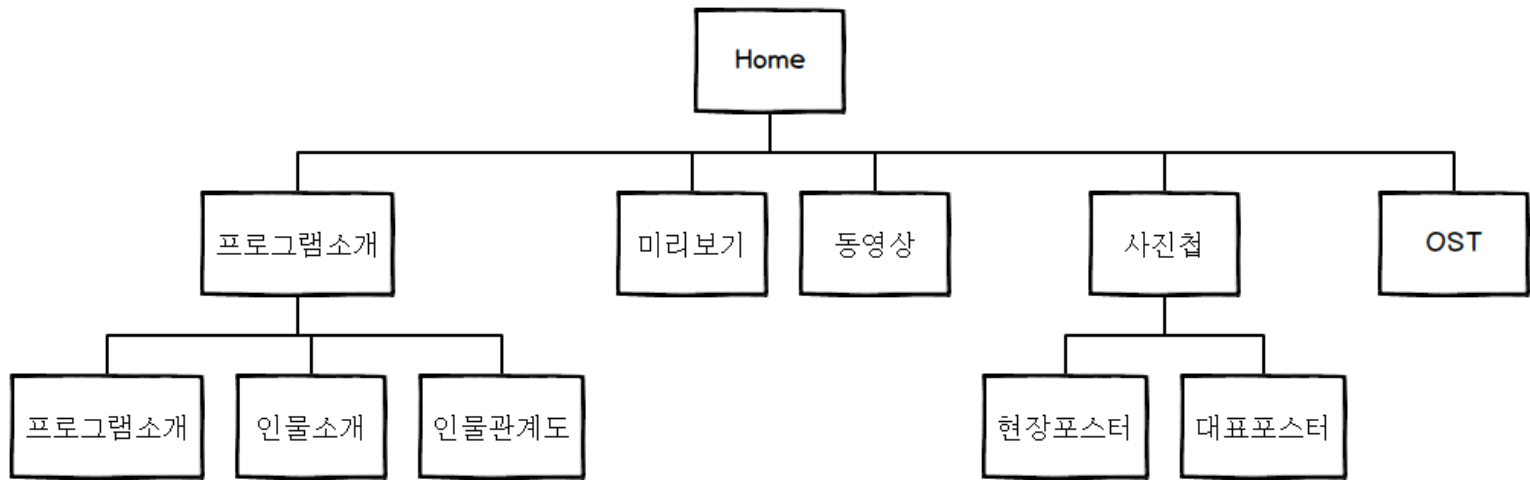 Home
프로그램소개
미리보기
동영상
사진첩
OST
프로그램소개
인물소개
인물관계도
현장포스터
대표포스터